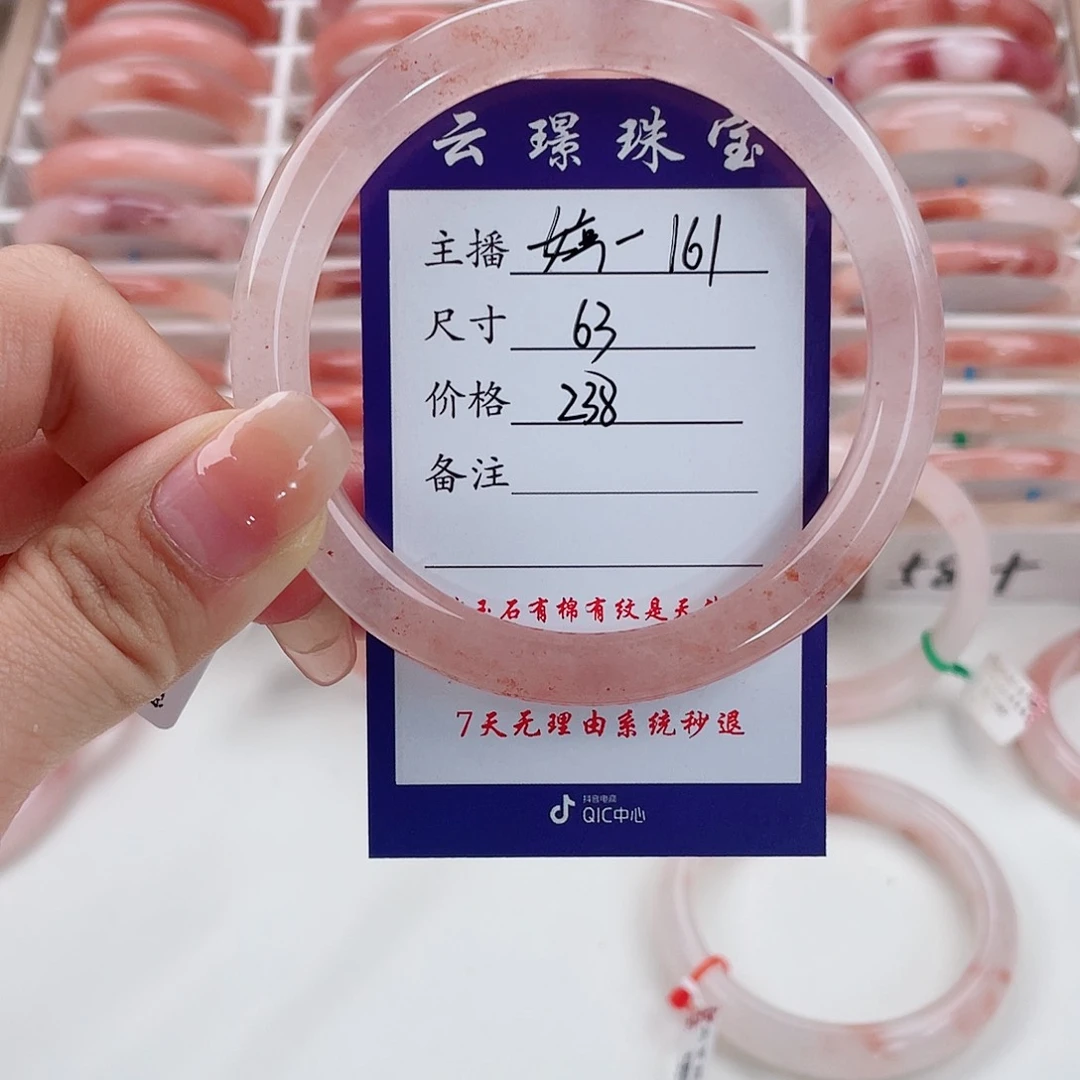 云璟珠宝
主播 婷-161
尺寸 63
价格 238
备注
玉石有棉有纹是天然
7天无理由系统秒退
抖音电商
QIC中心